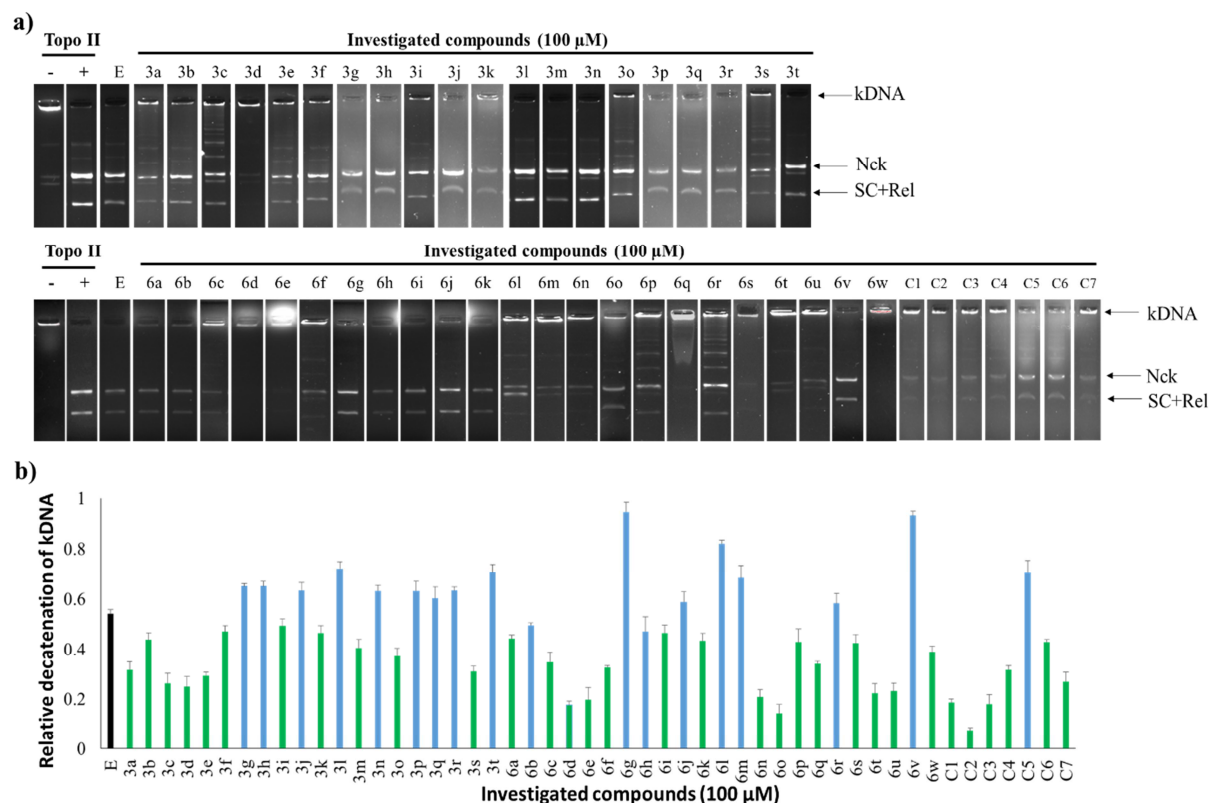 a)
Topo II Investigated compounds (100 µM)
- + E 3a 3b 3c 3d 3e 3f 3g 3h 3i 3j 3k 3l 3m 3n 3o 3p 3q 3r 3s 3t
kDNA
Nck
SC+Rel
Topo II Investigated compounds (100 µM)
- + E 6a 6b 6c 6d 6e 6f 6g 6h 6i 6j 6k 6l 6m 6n 6o 6p 6q 6r 6s 6t 6u 6v 6w C1 C2 C3 C4 C5 C6 C7
kDNA
Nck
SC+Rel
b)
Relative decatenation of kDNA
1
0.8
0.6
0.4
0.2
0
E 3a 3b 3c 3d 3e 3f 3g 3h 3i 3j 3k 3l 3m 3n 3o 3p 3q 3r 3s 3t 6a 6b 6c 6d 6e 6f 6g 6h 6i 6j 6k 6l 6m 6n 6o 6p 6q 6r 6s 6t 6u 6v 6w C1 C2 C3 C4 C5 C6 C7
Investigated compounds (100 µM)